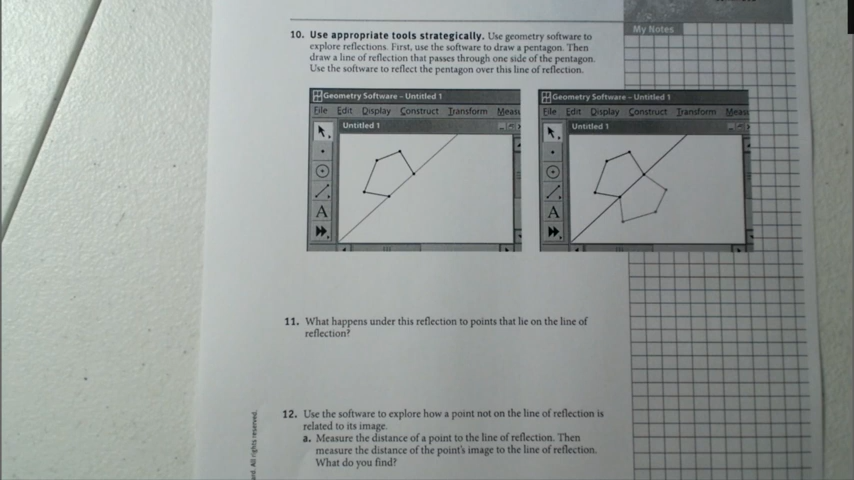 My Notes
10. Use appropriate tools strategically. Use geometry software to
explore reflections. First, use the software to draw a pentagon. Then
draw a line of reflection that passes through one side of the pentagon.
Use the software to reflect the pentagon over this line of reflection.
Geometry Software – Untitled 1
File Edit Display Construct Transform Meas
Untitled 1
A
Geometry Software – Untitled 1
File Edit Display Construct Transform Meas
Untitled 1
A
11. What happens under this reflection to points that lie on the line of
reflection?
12. Use the software to explore how a point not on the line of reflection is
related to its image.
a. Measure the distance of a point to the line of reflection. Then
measure the distance of the point's image to the line of reflection.
What do you find?
All rights reserved.